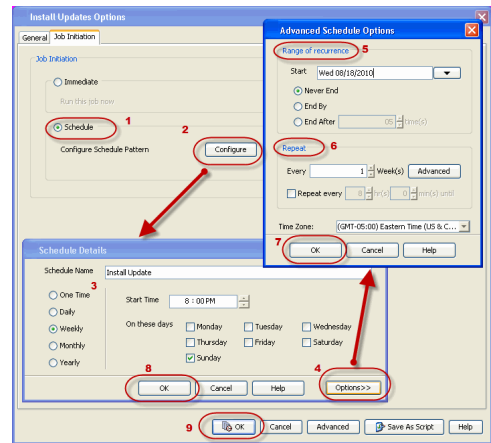 Install Updates Options
General Job Initiation
Job Initiation
Immediate
Run this job now
Schedule
1
Configure Schedule Pattern
2
Configure
Advanced Schedule Options
Range of recurrence 5
Start Wed 08/18/2010
Never End
End By
End After 05 time(s)
Repeat 6
Every 1 Week(s) Advanced
Repeat every 8 hr(s) 0 min(s) until
Time Zone: (GMT-05:00) Eastern Time (US & C...
7
OK Cancel Help
Schedule Details
Schedule Name Install Update
3
One Time
Daily
Weekly
Monthly
Yearly
Start Time 8 : 00 PM
On these days Monday Tuesday Wednesday
Thursday Friday Saturday
Sunday
8
4
OK Cancel Help Options>>
9 OK Cancel Advanced Save As Script Help